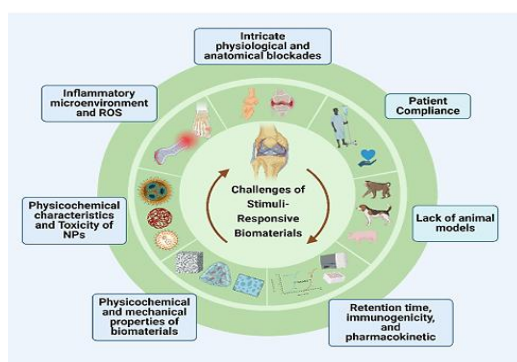 Intricate
physiological and
anatomical blockades
Inflammatory
microenvironment
and ROS
Patient
Compliance
Physicochemical
characteristics
and Toxicity of
NPs
Challenges of
Stimuli-
Responsive
Biomaterials
Lack of animal
models
Physicochemical
and mechanical
properties of
biomaterials
Retention time,
immunogenicity,
and
pharmacokinetic